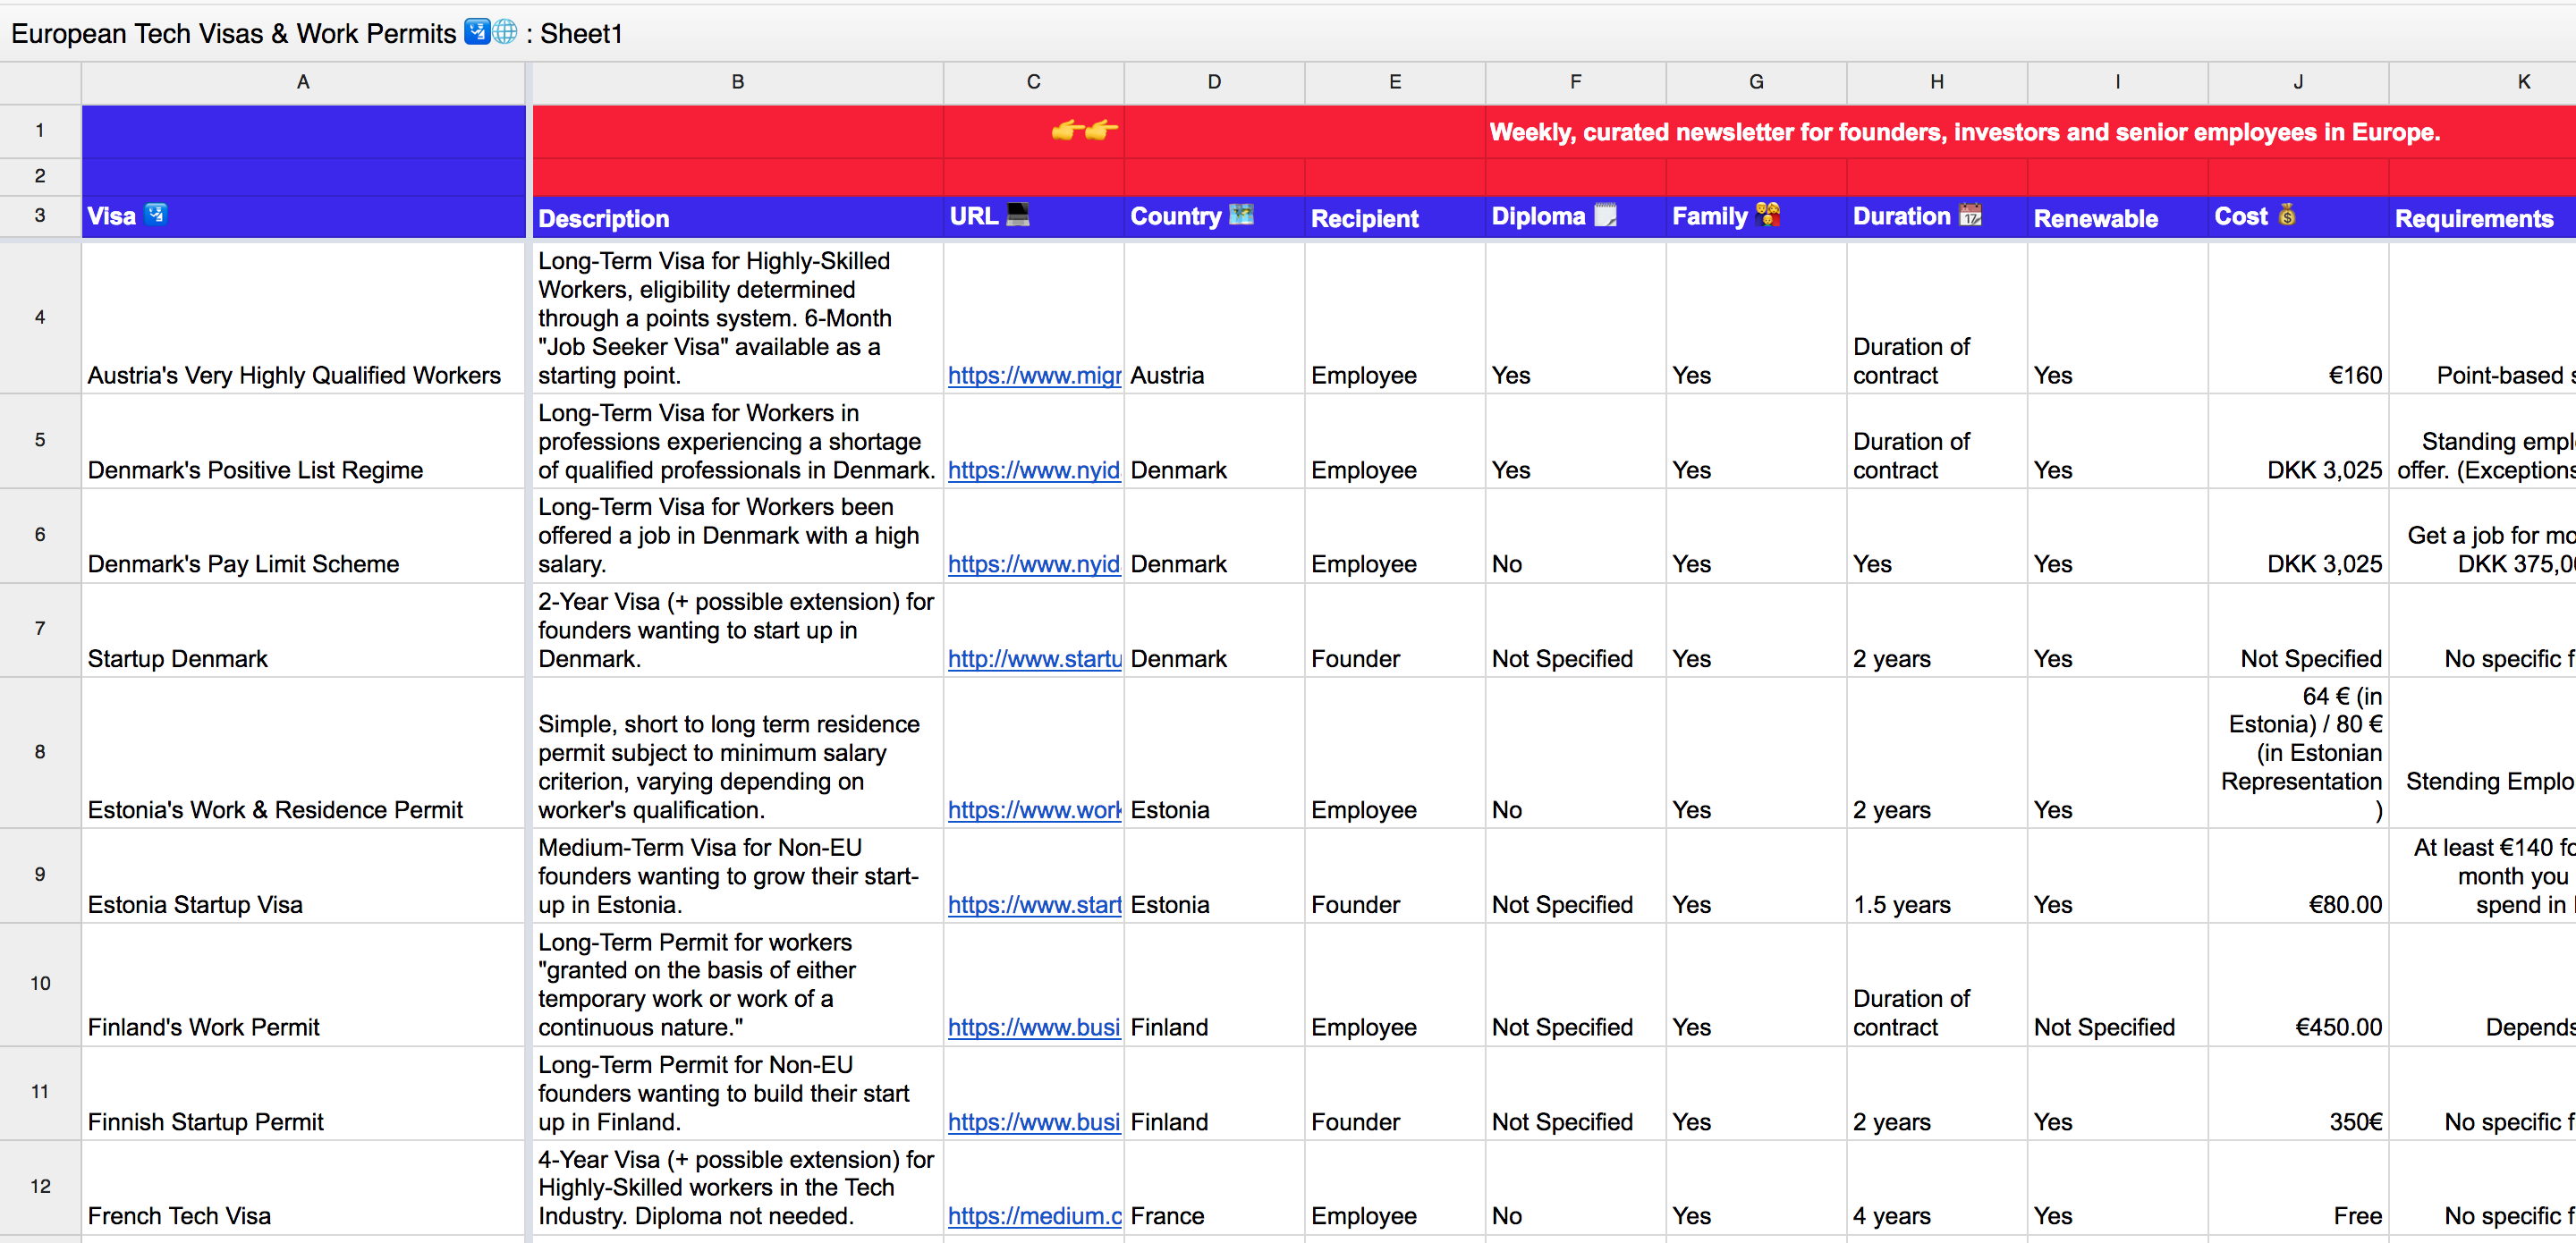 European Tech Visas & Work Permits 🛂🌐 : Sheet1
A B C D E F G H I J K
1 👉👉 Weekly, curated newsletter for founders, investors and senior employees in Europe.
2
3 Visa 🛂 Description URL 💻 Country 🗺️ Recipient Diploma 🗒️ Family 👨‍👩‍👦 Duration 📆 Renewable Cost 💰 Requirements
4
Austria's Very Highly Qualified Workers
Long-Term Visa for Highly-Skilled
Workers, eligibility determined
through a points system. 6-Month
"Job Seeker Visa" available as a
starting point.
https://www.migr
Austria
Employee
Yes
Yes
Duration of
contract
Yes
€160
Point-based
5
Denmark's Positive List Regime
Long-Term Visa for Workers in
professions experiencing a shortage
of qualified professionals in Denmark.
https://www.nyid
Denmark
Employee
Yes
Yes
Duration of
contract
Yes
DKK 3,025
Standing empl
offer. (Exceptions
6
Denmark's Pay Limit Scheme
Long-Term Visa for Workers been
offered a job in Denmark with a high
salary.
https://www.nyid
Denmark
Employee
No
Yes
Yes
Yes
DKK 3,025
Get a job for mo
DKK 375,0
7
Startup Denmark
2-Year Visa (+ possible extension) for
founders wanting to start up in
Denmark.
http://www.startu
Denmark
Founder
Not Specified
Yes
2 years
Yes
Not Specified
No specific f
8
Estonia's Work & Residence Permit
Simple, short to long term residence
permit subject to minimum salary
criterion, varying depending on
worker's qualification.
https://www.work
Estonia
Employee
No
Yes
2 years
Yes
64 € (in
Estonia) / 80 €
(in Estonian
Representation
)
Stending Emplo
9
Estonia Startup Visa
Medium-Term Visa for Non-EU
founders wanting to grow their start-
up in Estonia.
https://www.start
Estonia
Founder
Not Specified
Yes
1.5 years
Yes
€80.00
At least €140 fo
month you
spend in
10
Finland's Work Permit
Long-Term Permit for workers
"granted on the basis of either
temporary work or work of a
continuous nature."
https://www.busi
Finland
Employee
Not Specified
Yes
Duration of
contract
Not Specified
€450.00
Depends
11
Finnish Startup Permit
Long-Term Permit for Non-EU
founders wanting to build their start
up in Finland.
https://www.busi
Finland
Founder
Not Specified
Yes
2 years
Yes
350€
No specific f
12
French Tech Visa
4-Year Visa (+ possible extension) for
Highly-Skilled workers in the Tech
Industry. Diploma not needed.
https://medium.c
France
Employee
No
Yes
4 years
Yes
Free
No specific f